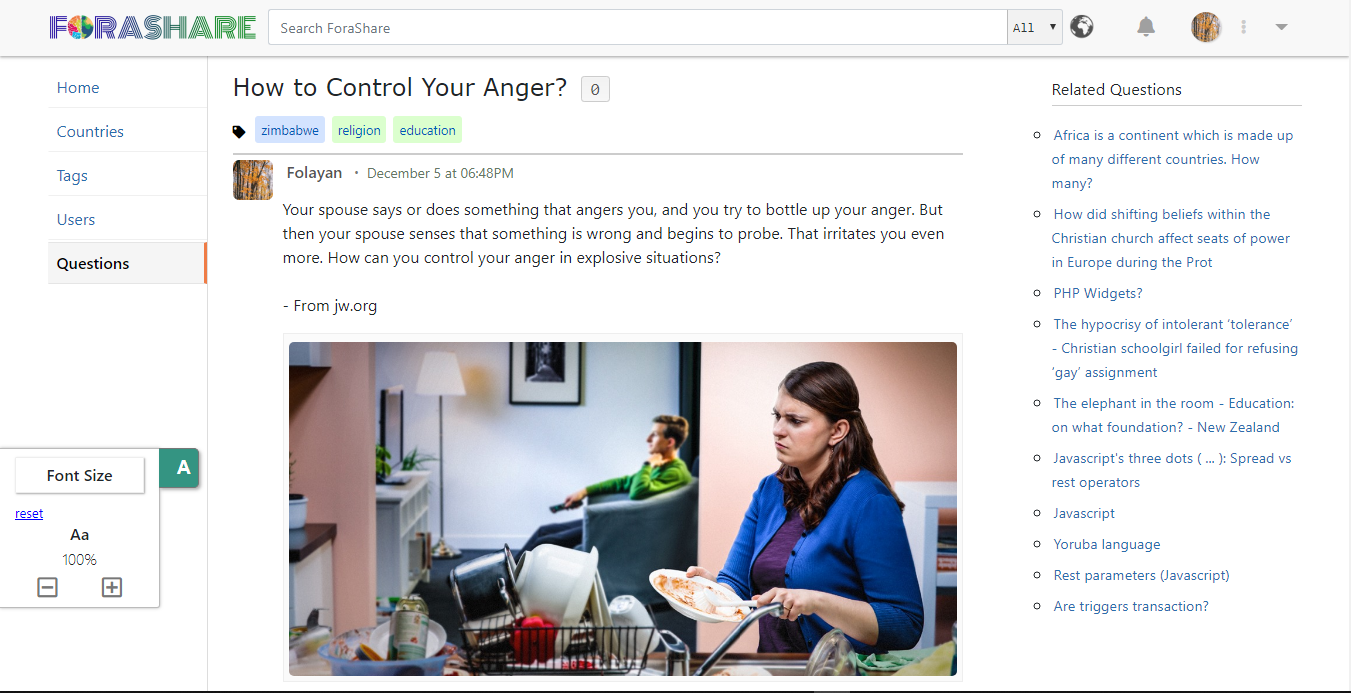 FORASHARE
Search ForaShare
All
Home
Countries
Tags
Users
Questions
Font Size
A
reset
Aa
100%
How to Control Your Anger?
0
zimbabwe
religion
education
Folayan • December 5 at 06:48PM
Your spouse says or does something that angers you, and you try to bottle up your anger. But
then your spouse senses that something is wrong and begins to probe. That irritates you even
more. How can you control your anger in explosive situations?
- From jw.org
Related Questions
Africa is a continent which is made up
of many different countries. How
many?
How did shifting beliefs within the
Christian church affect seats of power
in Europe during the Prot
PHP Widgets?
The hypocrisy of intolerant ‘tolerance’
- Christian schoolgirl failed for refusing
‘gay’ assignment
The elephant in the room - Education:
on what foundation? - New Zealand
Javascript's three dots ( ... ): Spread vs
rest operators
Javascript
Yoruba language
Rest parameters (Javascript)
Are triggers transaction?